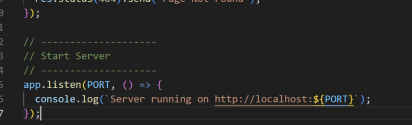 res.status(404).send("Page Not Found");
});
// -------------------
// Start Server
// -------------------
app.listen(PORT, () => {
console.log(`Server running on http://localhost:${PORT}`);
});